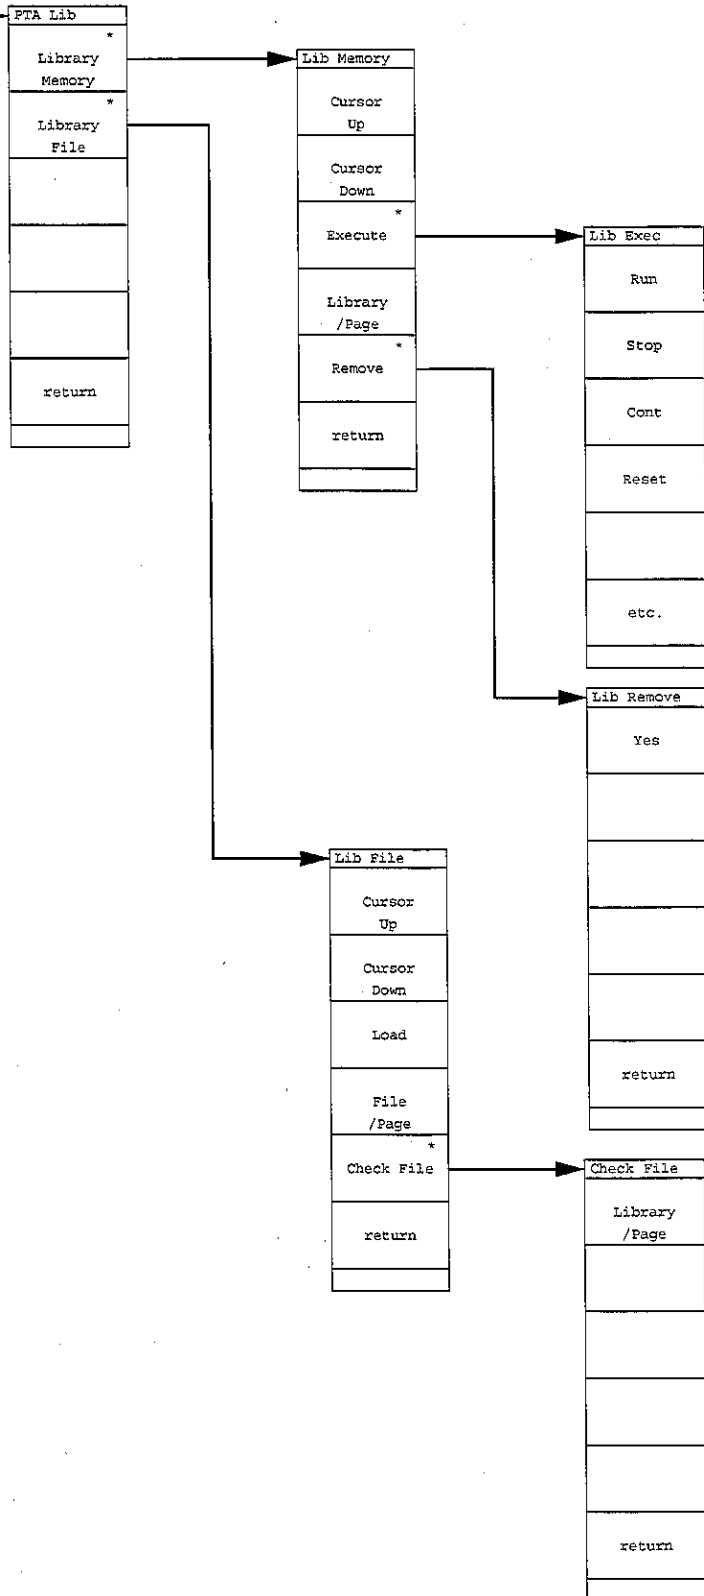 PTA Lib
*
Library
Memory
*
Library
File
return
Lib Memory
Cursor
Up
Cursor
Down
*
Execute
Library
/Page
*
Remove
return
Lib Exec
Run
Stop
Cont
Reset
etc.
Lib Remove
Yes
return
Lib File
Cursor
Up
Cursor
Down
Load
File
/Page
*
Check File
return
Check File
Library
/Page
return